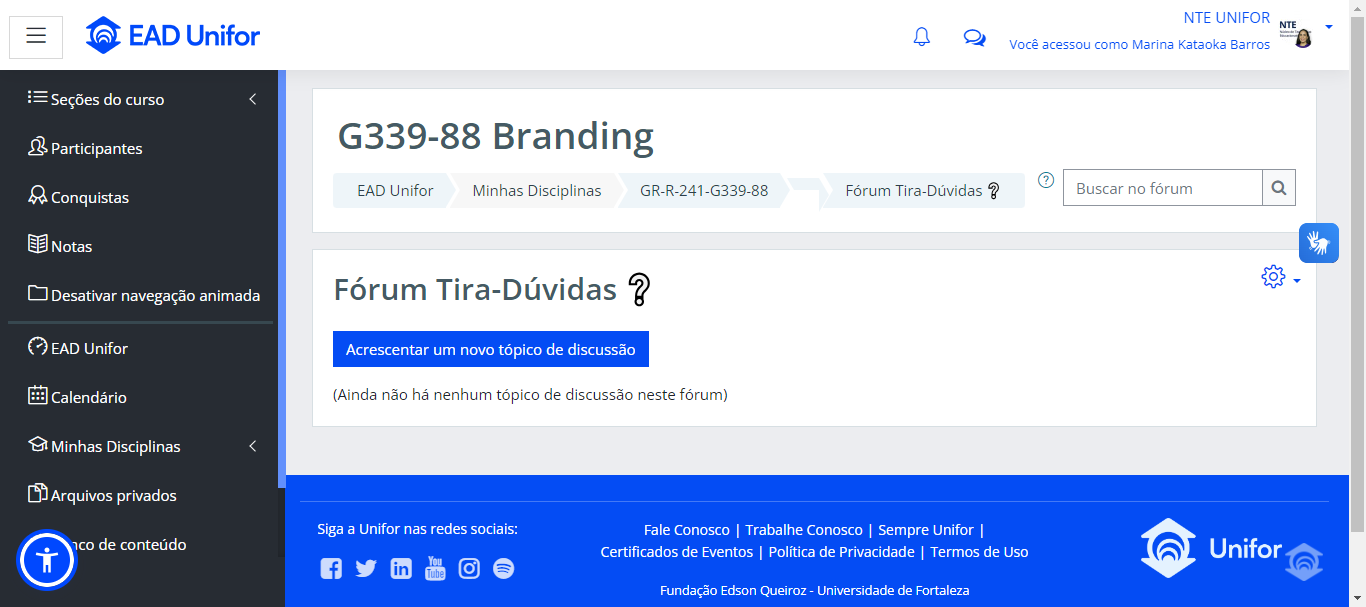 EAD Unifor
NTE UNIFOR
Você acessou como Marina Kataoka Barros
NTE
Seções do curso
Participantes
Conquistas
Notas
Desativar navegação animada
EAD Unifor
Calendário
Minhas Disciplinas
Arquivos privados
nco de conteúdo
G339-88 Branding
EAD Unifor
Minhas Disciplinas
GR-R-241-G339-88
Fórum Tira-Dúvidas ?
?
Buscar no fórum
Fórum Tira-Dúvidas ?
Acrescentar um novo tópico de discussão
(Ainda não há nenhum tópico de discussão neste fórum)
Siga a Unifor nas redes sociais:
You Tube
Fale Conosco | Trabalhe Conosco | Sempre Unifor |
Certificados de Eventos | Política de Privacidade | Termos de Uso
Fundação Edson Queiroz - Universidade de Fortaleza
Unifor